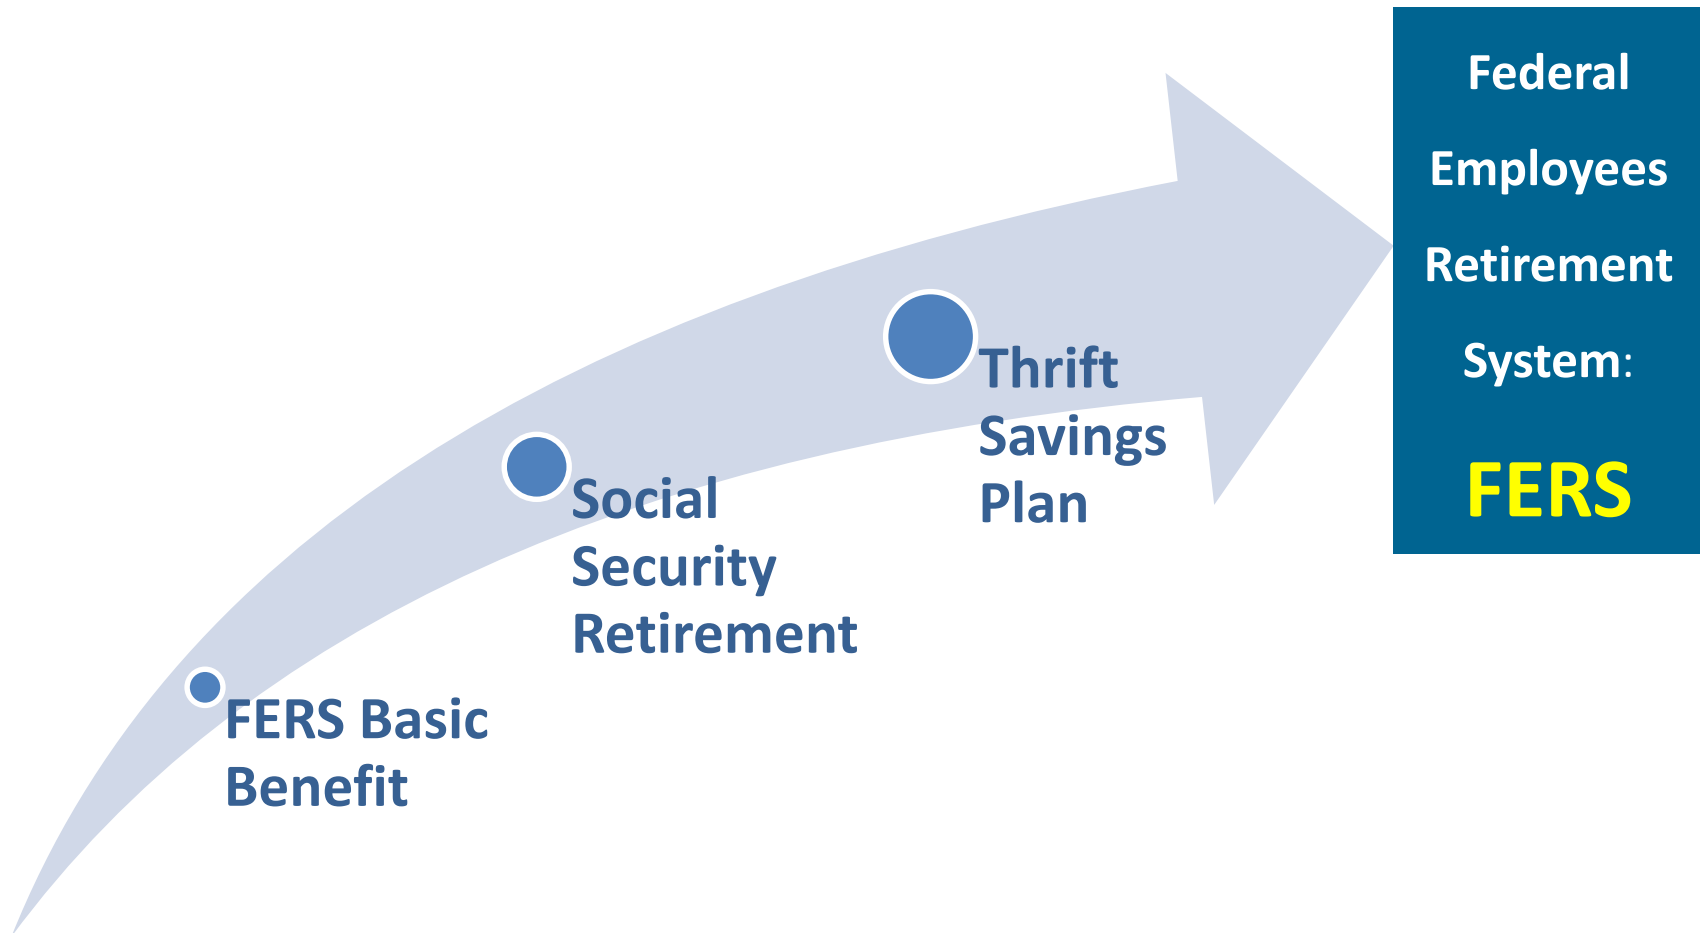 FERS Basic
Benefit
Social
Security
Retirement
Thrift
Savings
Plan
Federal
Employees
Retirement
System:
FERS